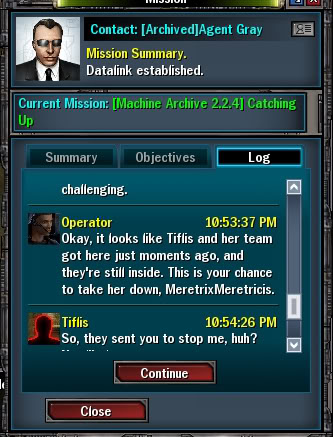 Mission
Contact: [Archived]Agent Gray
Mission Summary.
Datalink established.
Current Mission: [Machine Archive 2.2.4] Catching
Up
Summary
Objectives
Log
challenging.
Operator 10:53:37 PM
Okay, it looks like Tiflis and her team
got here just moments ago, and
they're still inside. This is your chance
to take her down, MeretrixMeretricis.
Tiflis 10:54:26 PM
So, they sent you to stop me, huh?
Continue
Close